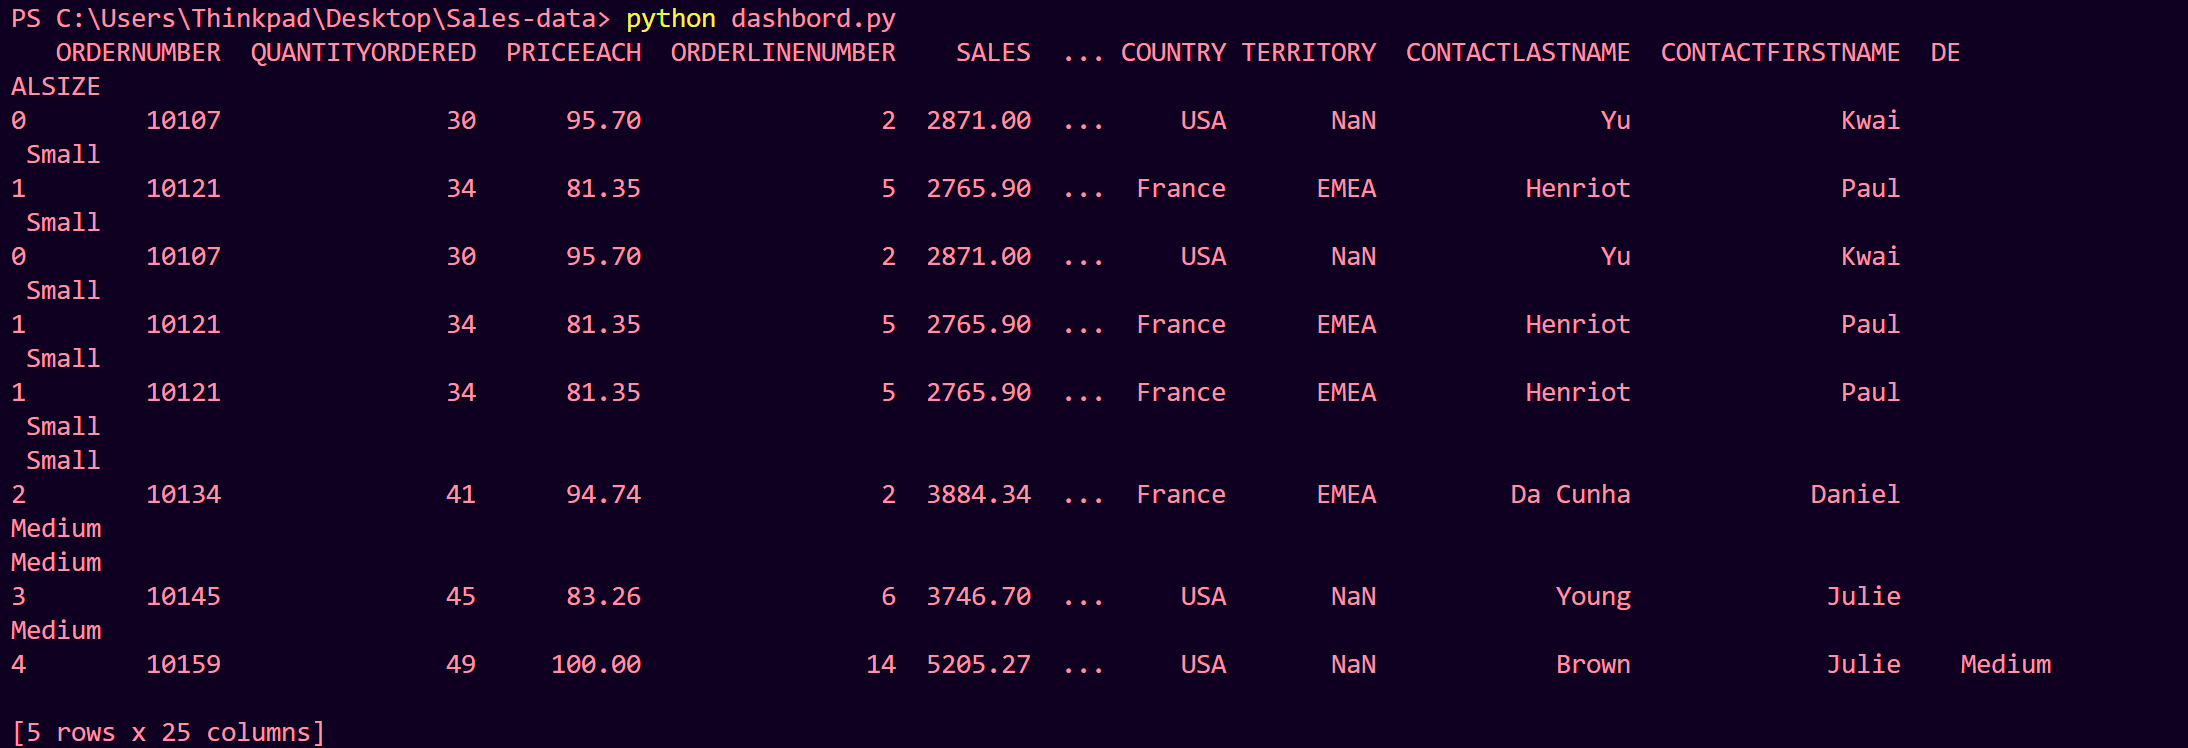 PS C:\Users\Thinkpad\Desktop\Sales-data> python dashbord.py
   ORDERNUMBER  QUANTITYORDERED  PRICEEACH  ORDERLINENUMBER    SALES  ... COUNTRY TERRITORY  CONTACTLASTNAME  CONTACTFIRSTNAME  DE
ALSIZE
0        10107               30      95.70                2  2871.00  ...     USA       NaN               Yu              Kwai
 Small
1        10121               34      81.35                5  2765.90  ...  France      EMEA          Henriot              Paul
 Small
0        10107               30      95.70                2  2871.00  ...     USA       NaN               Yu              Kwai
 Small
1        10121               34      81.35                5  2765.90  ...  France      EMEA          Henriot              Paul
 Small
1        10121               34      81.35                5  2765.90  ...  France      EMEA          Henriot              Paul
 Small
 Small
2        10134               41      94.74                2  3884.34  ...  France      EMEA         Da Cunha            Daniel
Medium
Medium
3        10145               45      83.26                6  3746.70  ...     USA       NaN            Young             Julie
Medium
4        10159               49     100.00               14  5205.27  ...     USA       NaN            Brown             Julie    Medium
[5 rows x 25 columns]